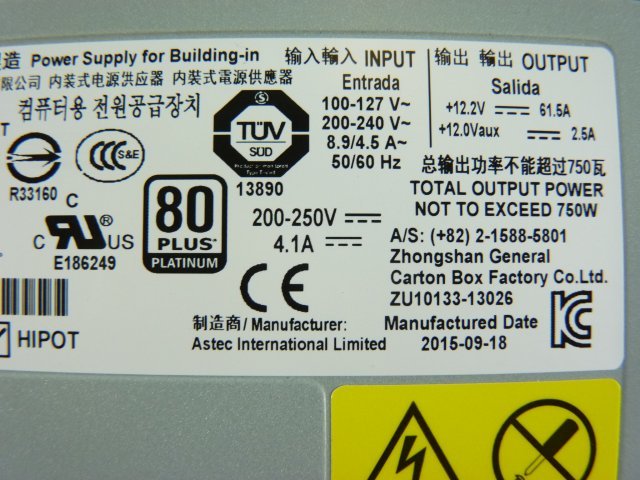 造 Power Supply for Building-in
限公司 内装式电源供应器 內裝式電源供應器
컴퓨터용 전원공급장치
输入 輸入 INPUT
Entrada
100-127 V~
200-240 V~
8.9/4.5 A~
50/60 Hz
输出 輸出 OUTPUT
Salida
+12.2V 61.5A
+12.0Vaux 2.5A
总输出功率不能超过750瓦
TOTAL OUTPUT POWER
NOT TO EXCEED 750W
R33160
CCC S&E
S
TÜV
SÜD
13890
C
C RU ® US
E186249
80
PLUS
PLATINUM
200-250V
4.1A
CE
A/S: (+82) 2-1588-5801
Zhongshan General
Carton Box Factory Co.Ltd.
ZU10133-13026
KC
HIPOT
制造商/ Manufacturer:
Astec International Limited
Manufactured Date
2015-09-18